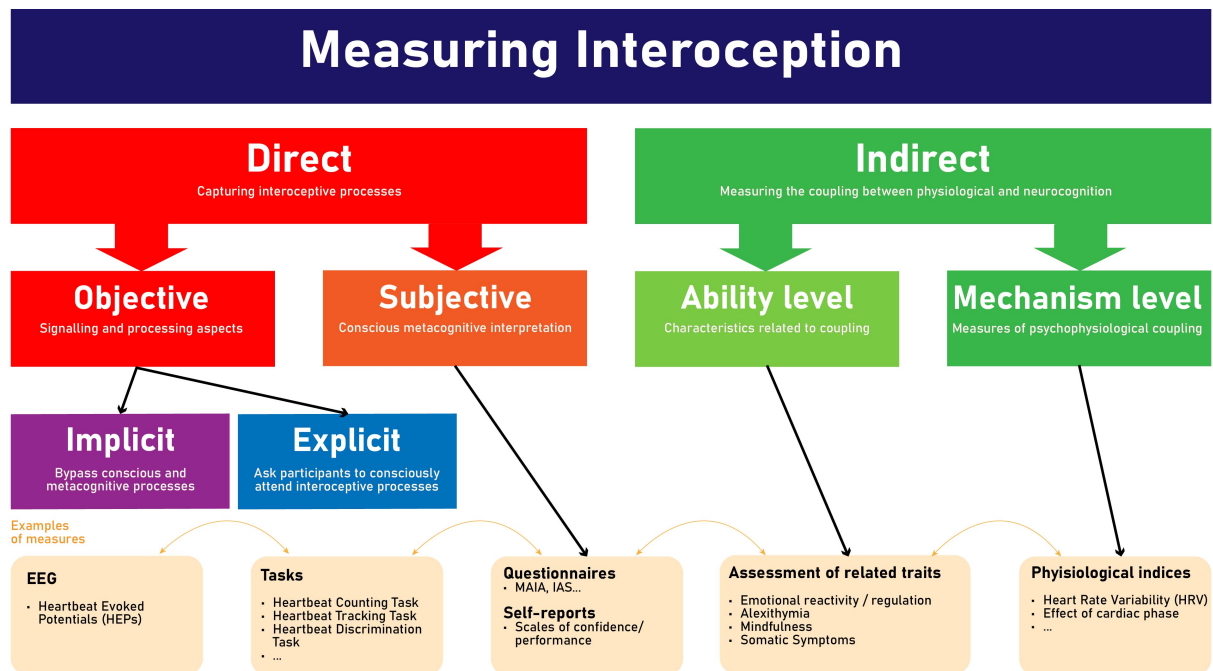 Measuring Interoception
Direct
Capturing interoceptive processes
Indirect
Measuring the coupling between physiological and neurocognition
Objective
Signalling and processing aspects
Subjective
Conscious metacognitive interpretation
Ability level
Characteristics related to coupling
Mechanism level
Measures of psychophysiological coupling
Implicit
Bypass conscious and
metacognitive processes
Explicit
Ask participants to consciously
attend interoceptive processes
Examples
of measures
EEG
• Heartbeat Evoked
Potentials (HEPs)
Tasks
• Heartbeat Counting Task
• Heartbeat Tracking Task
• Heartbeat Discrimination
Task
• ...
Questionnaires
• MAIA, IAS...
Self-reports
• Scales of confidence/
performance
Assessment of related traits
• Emotional reactivity / regulation
• Alexithymia
• Mindfulness
• Somatic Symptoms
Phyisiological indices
• Heart Rate Variability (HRV)
• Effect of cardiac phase
• ...